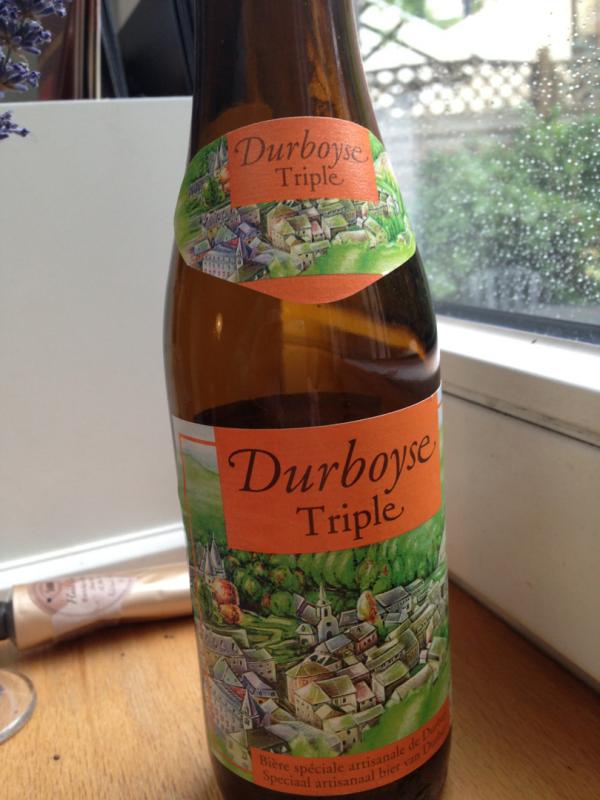 Durboyse
Triple
Durboyse
Triple
Bière spéciale artisanale de
Speciaal artisanaal bier van